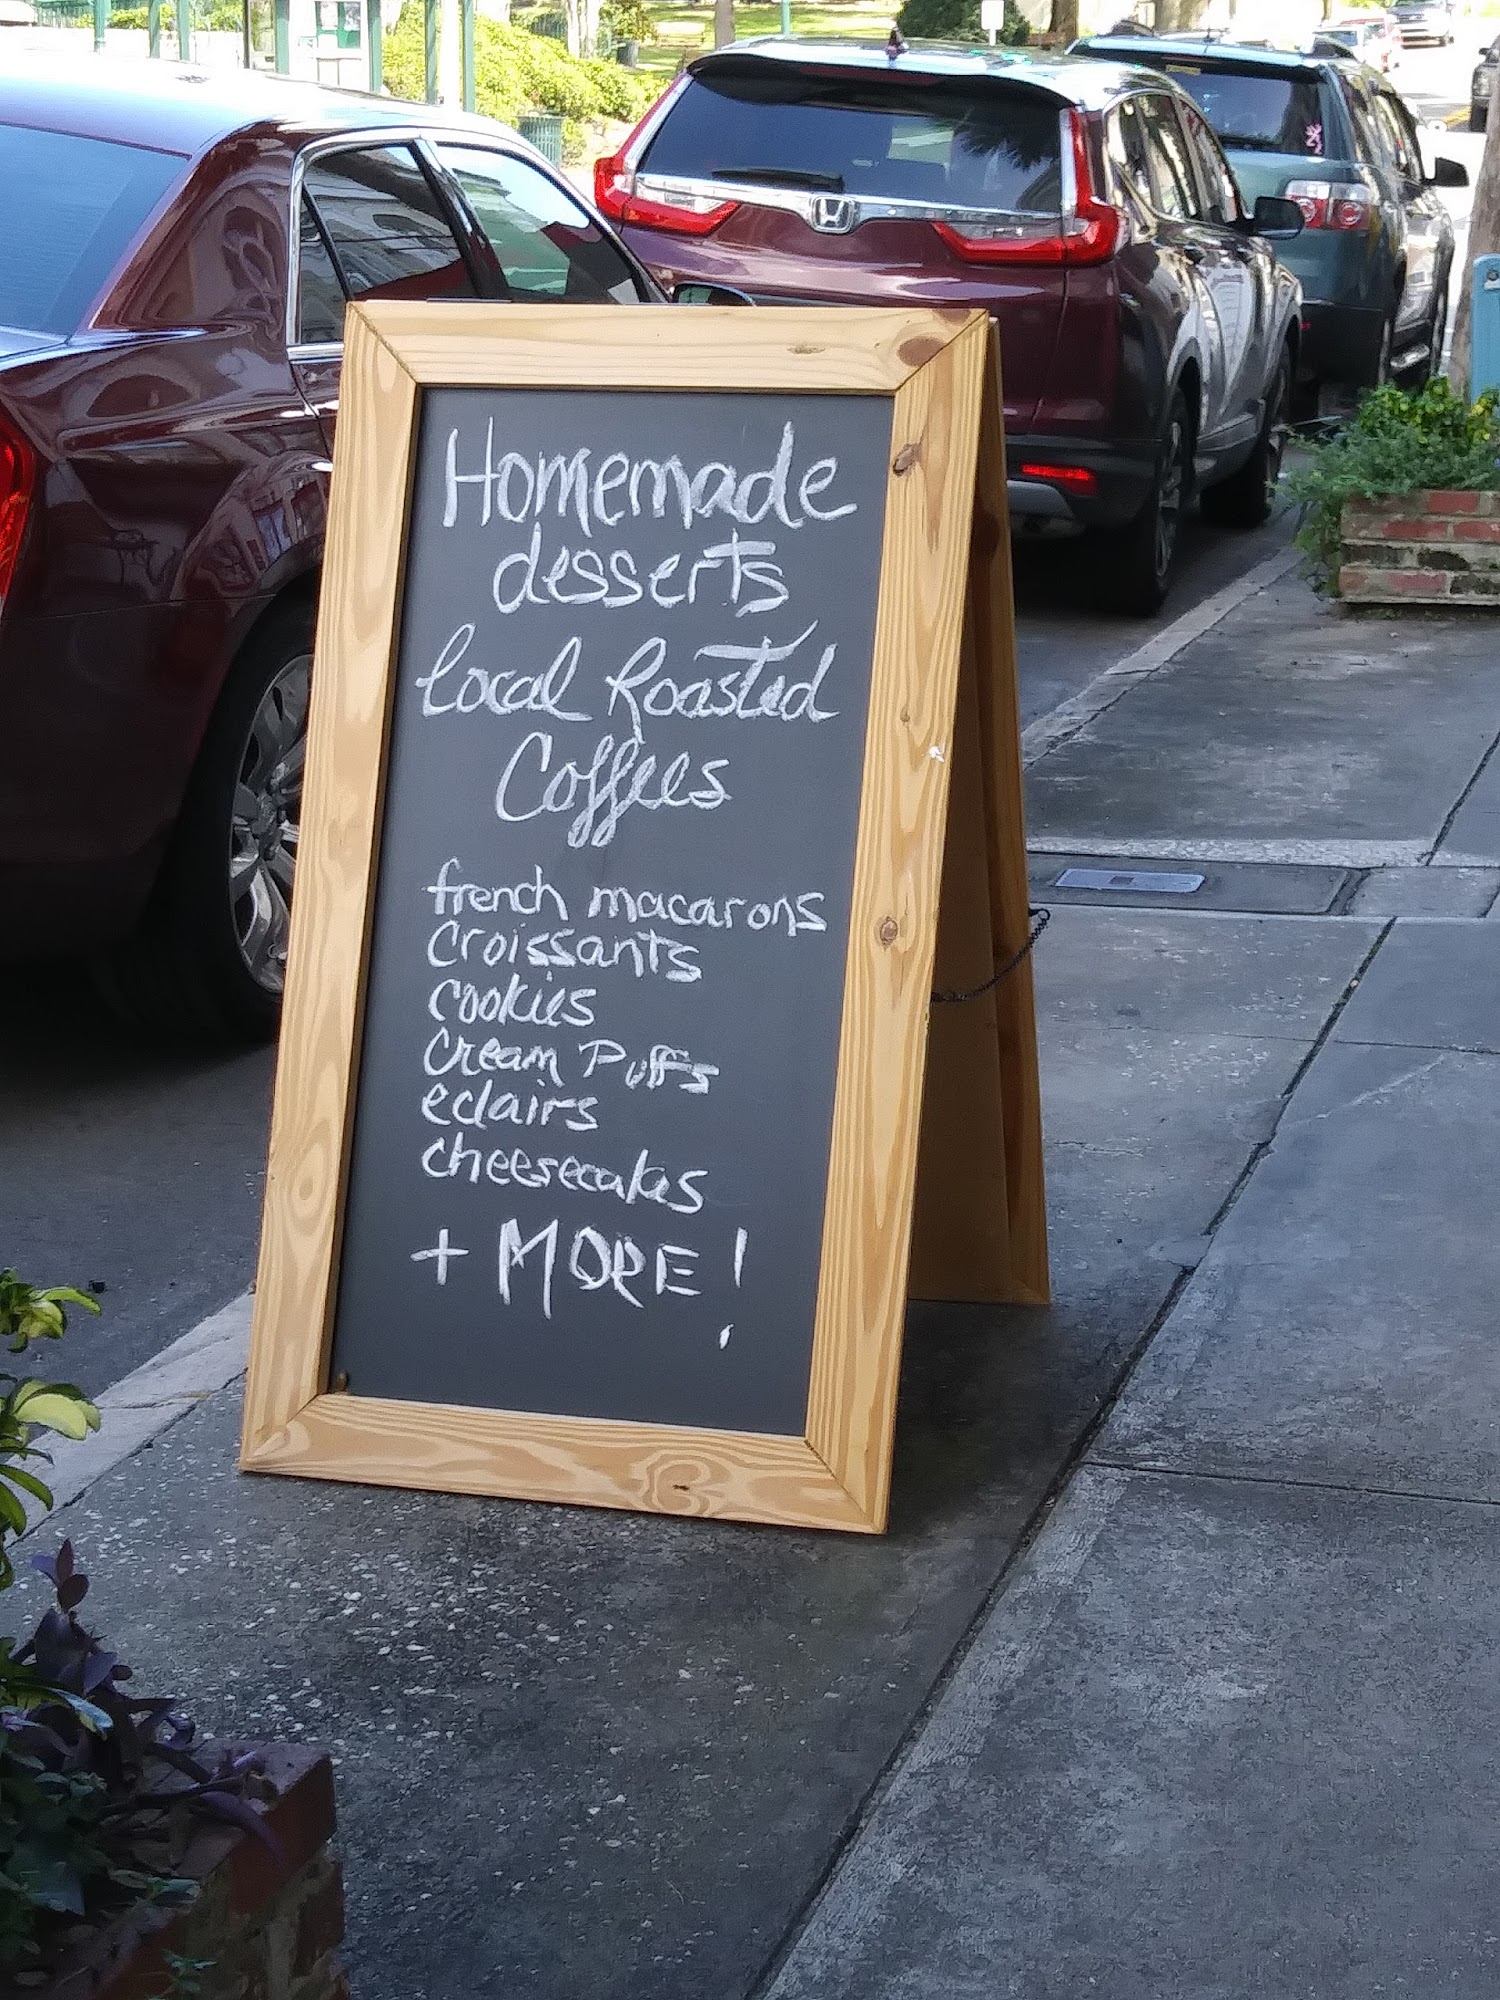 Homemade
desserts
Local Roasted
Coffees
french macarons
Croissants
cookies
Cream Puffs
eclairs
cheesecakes
+ MORE!